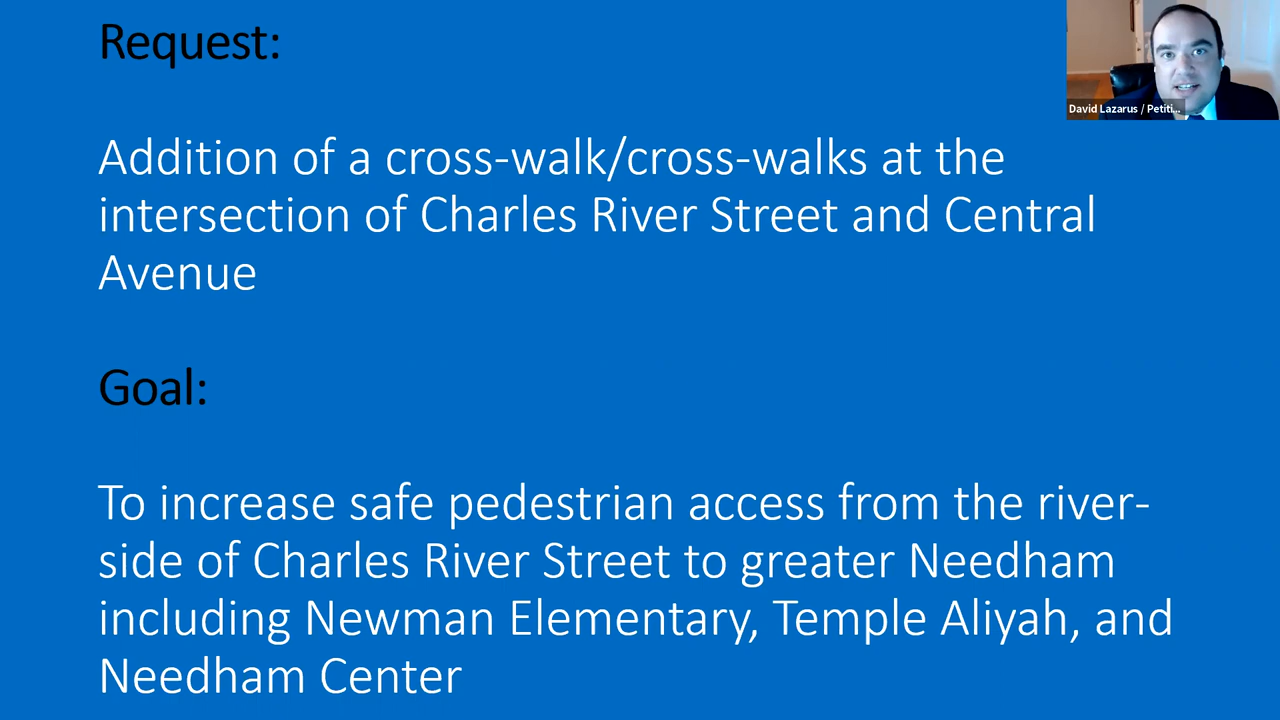 Request:
Addition of a cross-walk/cross-walks at the
intersection of Charles River Street and Central
Avenue
Goal:
To increase safe pedestrian access from the river-
side of Charles River Street to greater Needham
including Newman Elementary, Temple Aliyah, and
Needham Center
David Lazarus / Petiti...